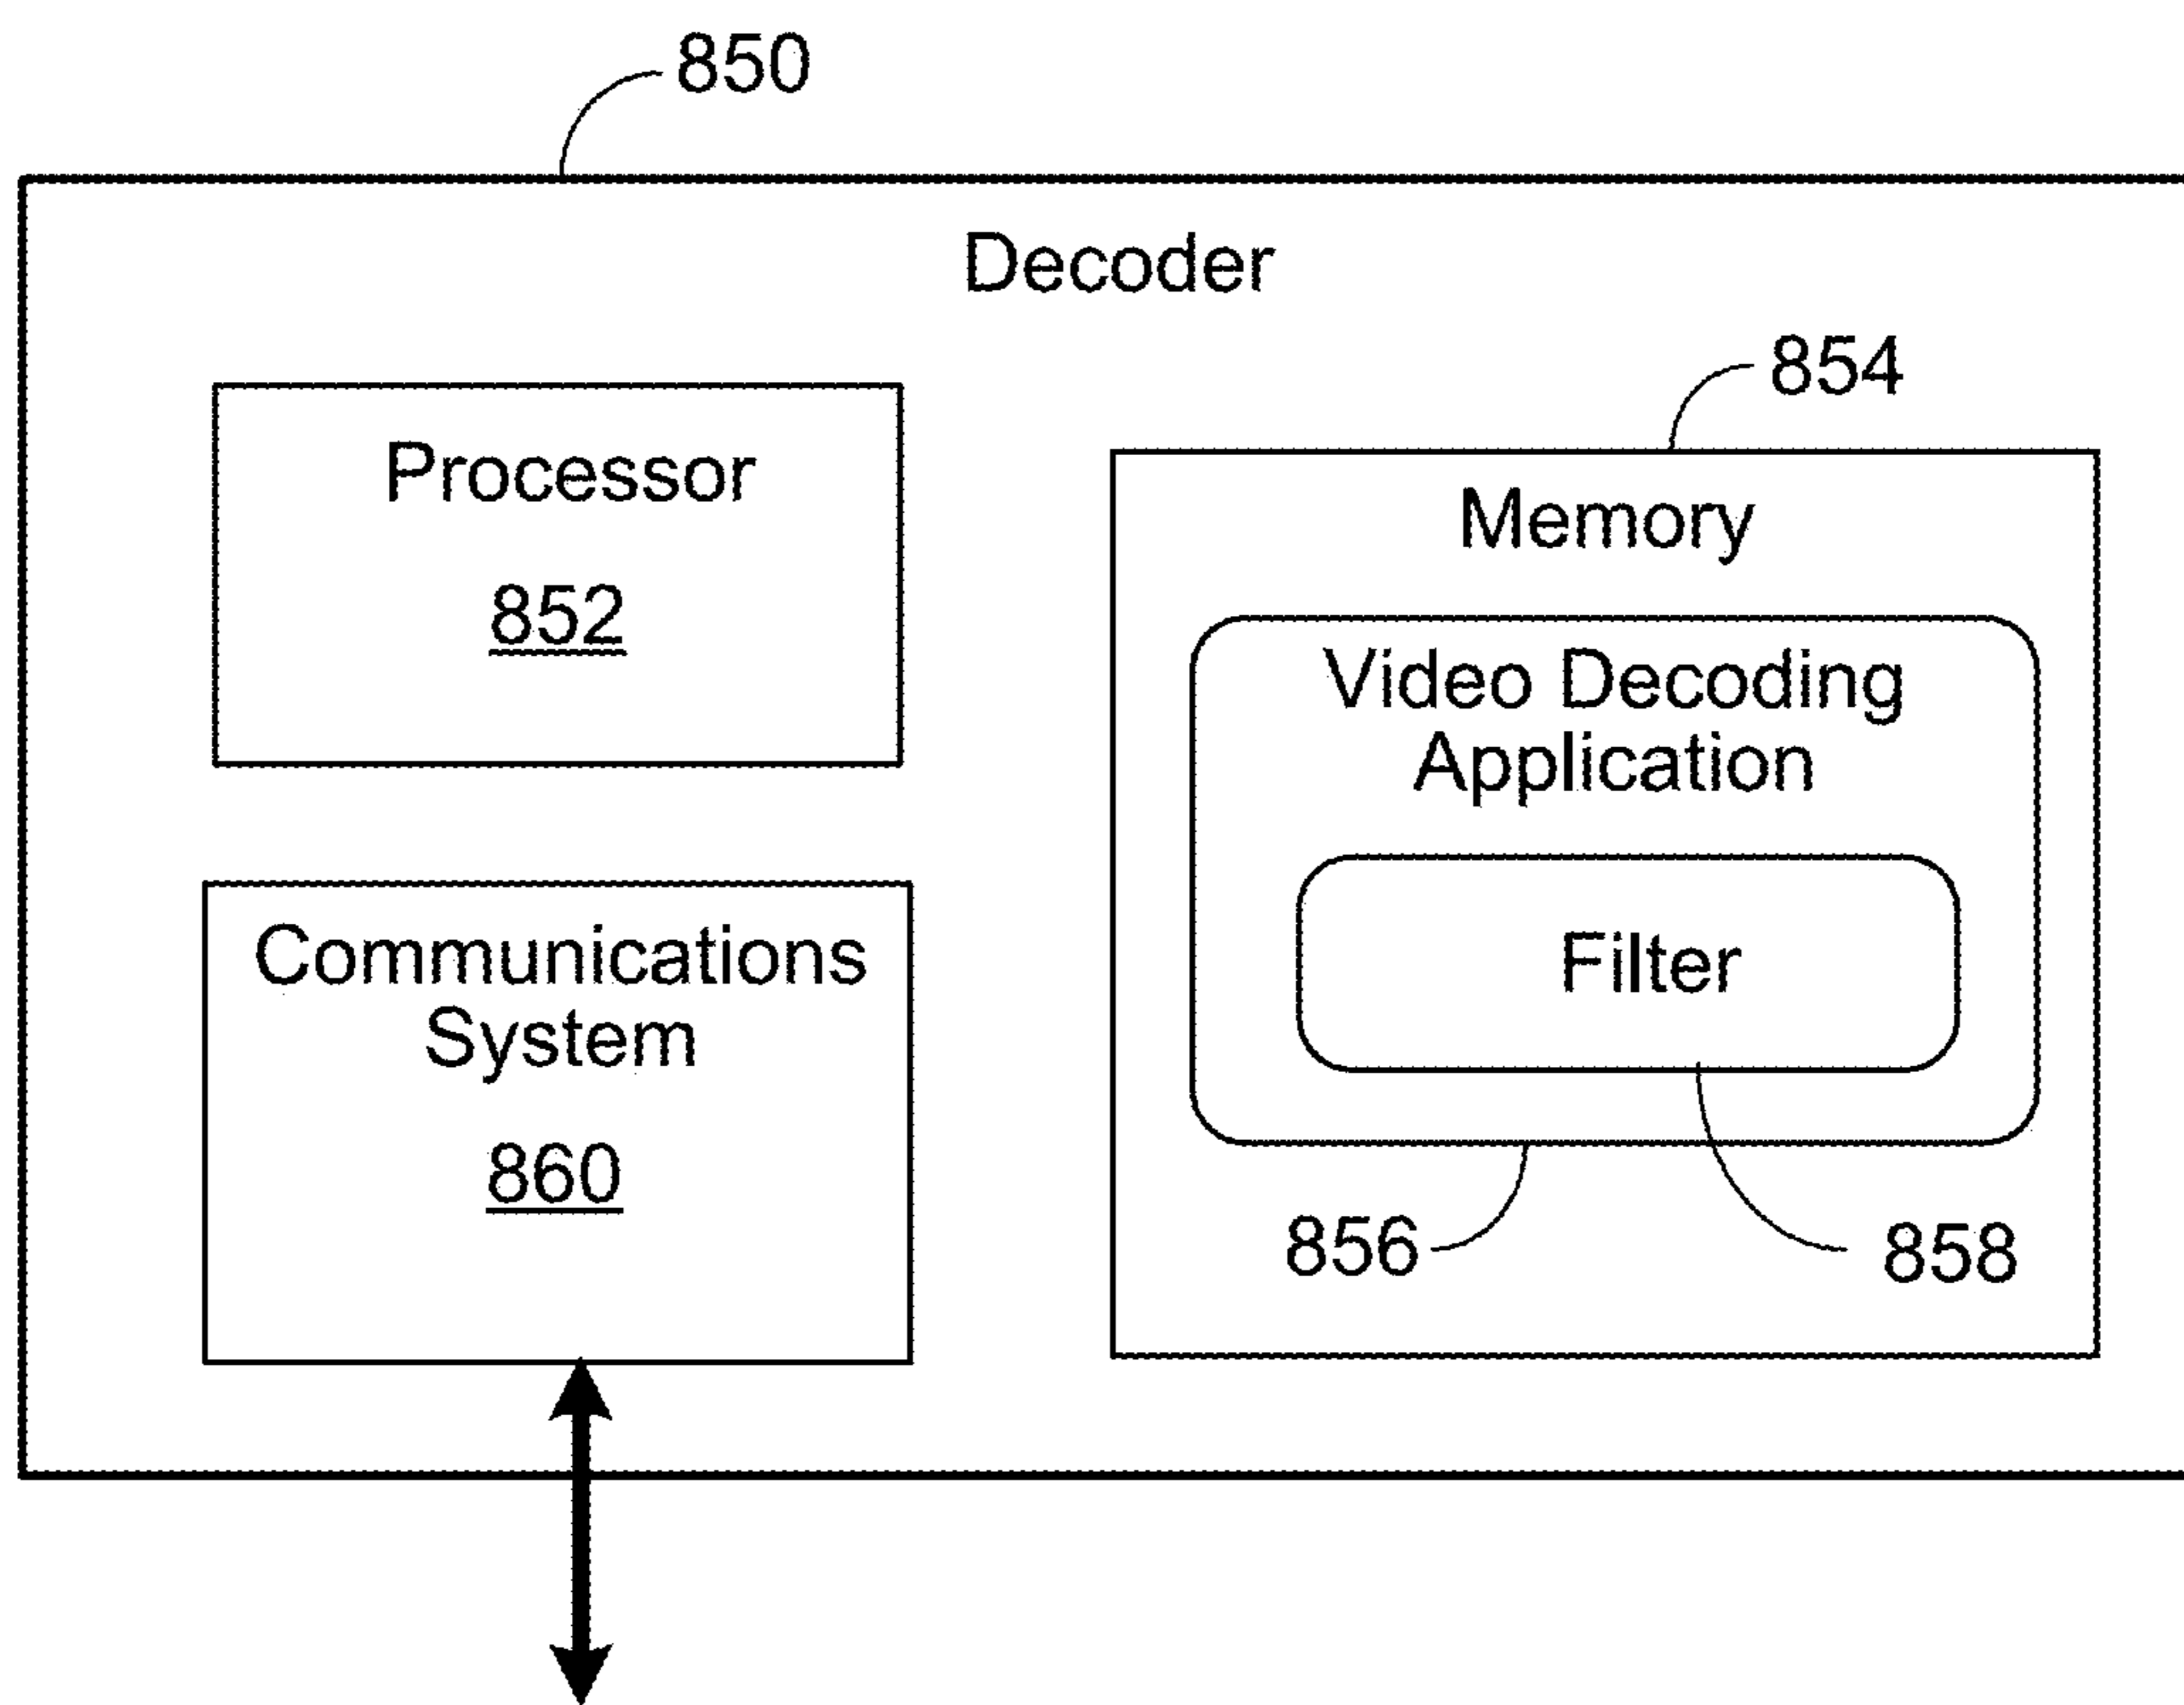 850
Decoder
854
Processor
852
Memory
Video Decoding
Application
Filter
Communications
System
860
856
858